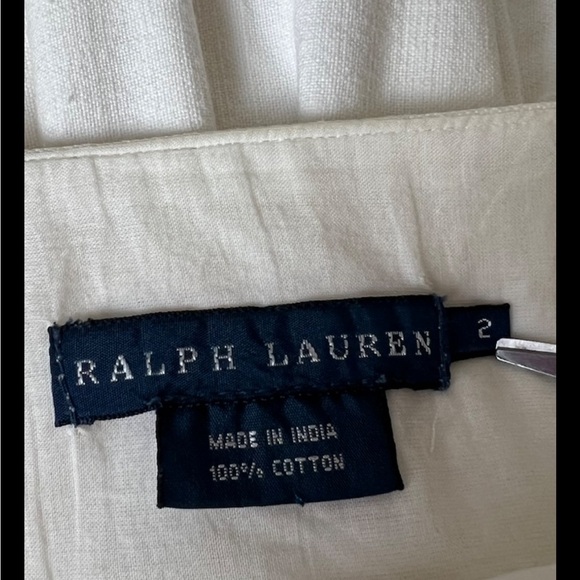 RALPH LAUREN 2
MADE IN INDIA
100% COTTON